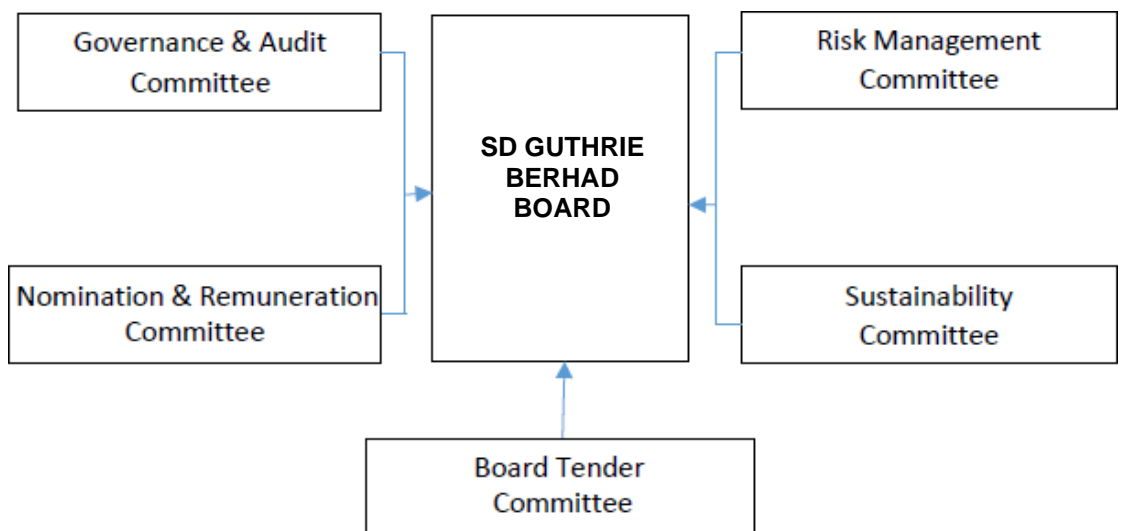 Governance & Audit
Committee
SD GUTHRIE
BERHAD
BOARD
Risk Management
Committee
Nomination & Remuneration
Committee
Sustainability
Committee
Board Tender
Committee